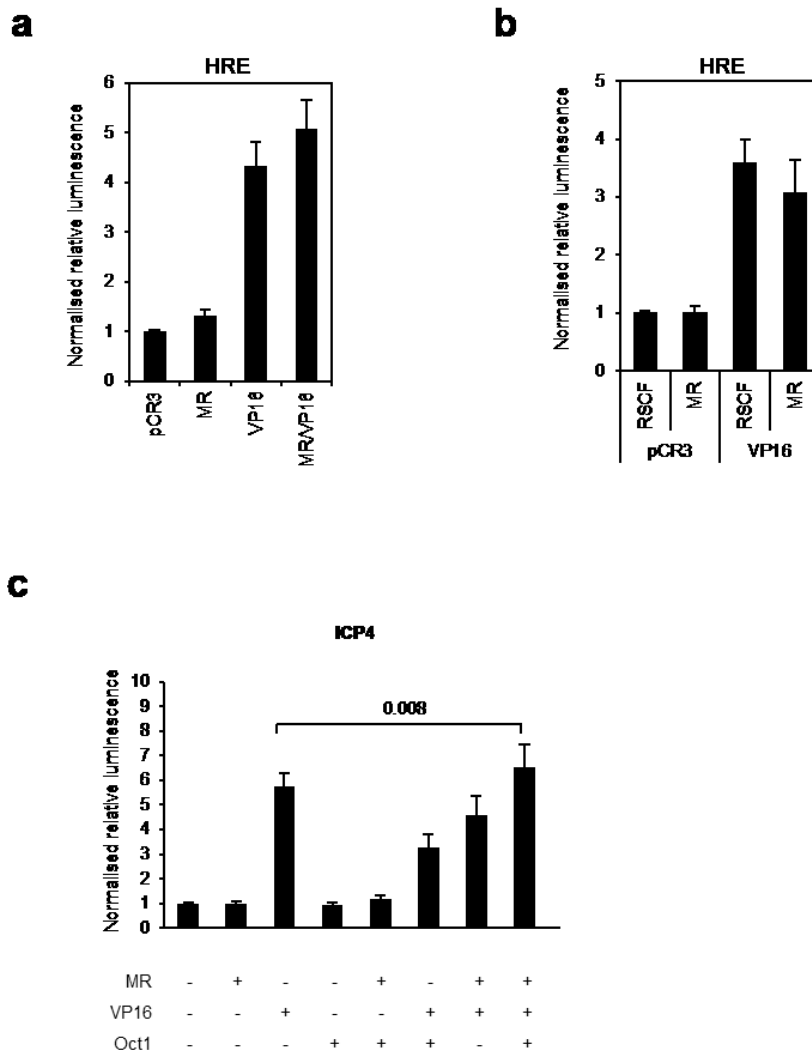 a
HRE
Normalised relative luminescence
6
5
4
3
2
1
0
pCR3
MR
VP16
MR/VP16
b
HRE
Normalised relative luminescence
5
4
3
2
1
0
RSCF
MR
RSCF
MR
pCR3
VP16
c
ICP4
Normalised relative luminescence
10
9
8
7
6
5
4
3
2
1
0
0.008
MR - + - - + - + +
VP16 - - + - - + + +
Oct1 - - - + + + - +